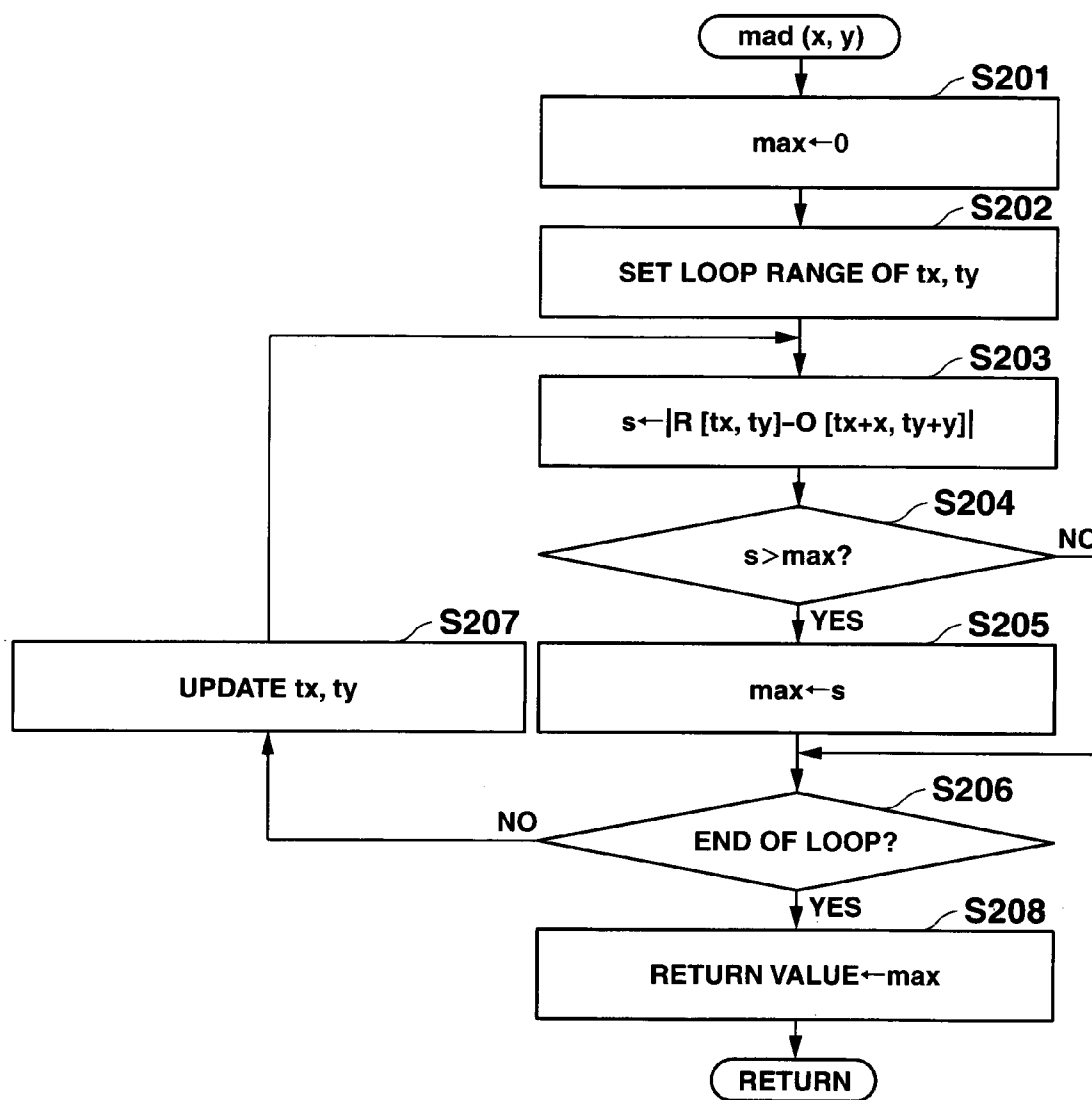 mad (x, y)
S201
max←0
S202
SET LOOP RANGE OF tx, ty
S203
s←|R [tx, ty]−O [tx+x, ty+y]|
S204
s>max?
NO
YES
S207
S205
UPDATE tx, ty
max←s
S206
NO
END OF LOOP?
YES
S208
RETURN VALUE←max
RETURN